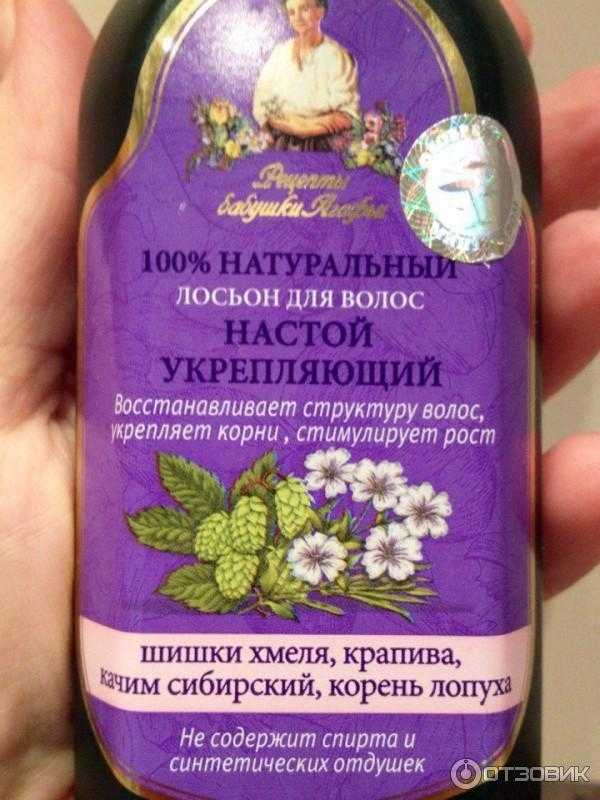 Рецепты
бабушки Агафьи
100% НАТУРАЛЬНЫЙ
ЛОСЬОН ДЛЯ ВОЛОС
НАСТОЙ
УКРЕПЛЯЮЩИЙ
Восстанавливает структуру волос,
укрепляет корни , стимулирует рост
шишки хмеля, крапива,
качим сибирский, корень лопуха
Не содержит спирта и
синтетических отдушек
ОТЗОВИК